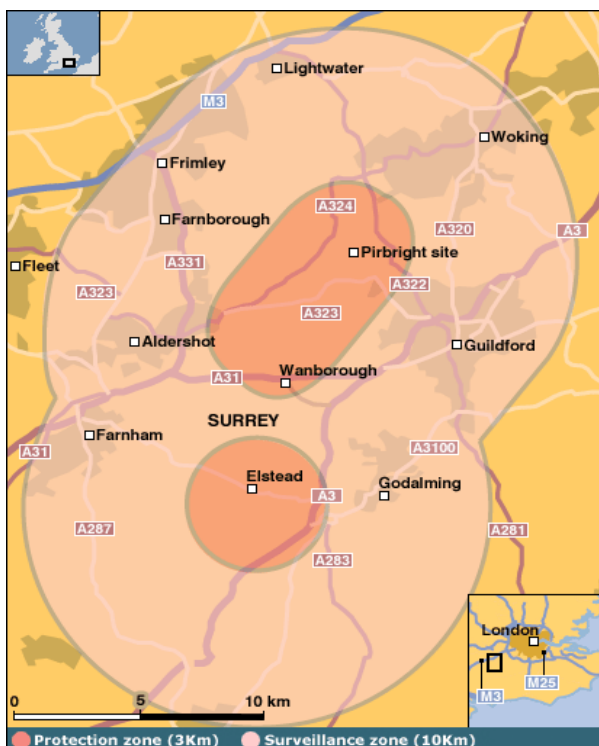 Lightwater
M3
Woking
Frimley
A324
Farnborough
A320
A3
Pirbright site
Fleet
A331
A322
A323
A323
Aldershot
Guildford
Wanborough
A31
SURREY
Farnham
A3100
A31
Elstead
Godalming
A3
A287
A281
A283
London
M25
M3
0 5 10 km
Protection zone (3Km) Surveillance zone (10Km)